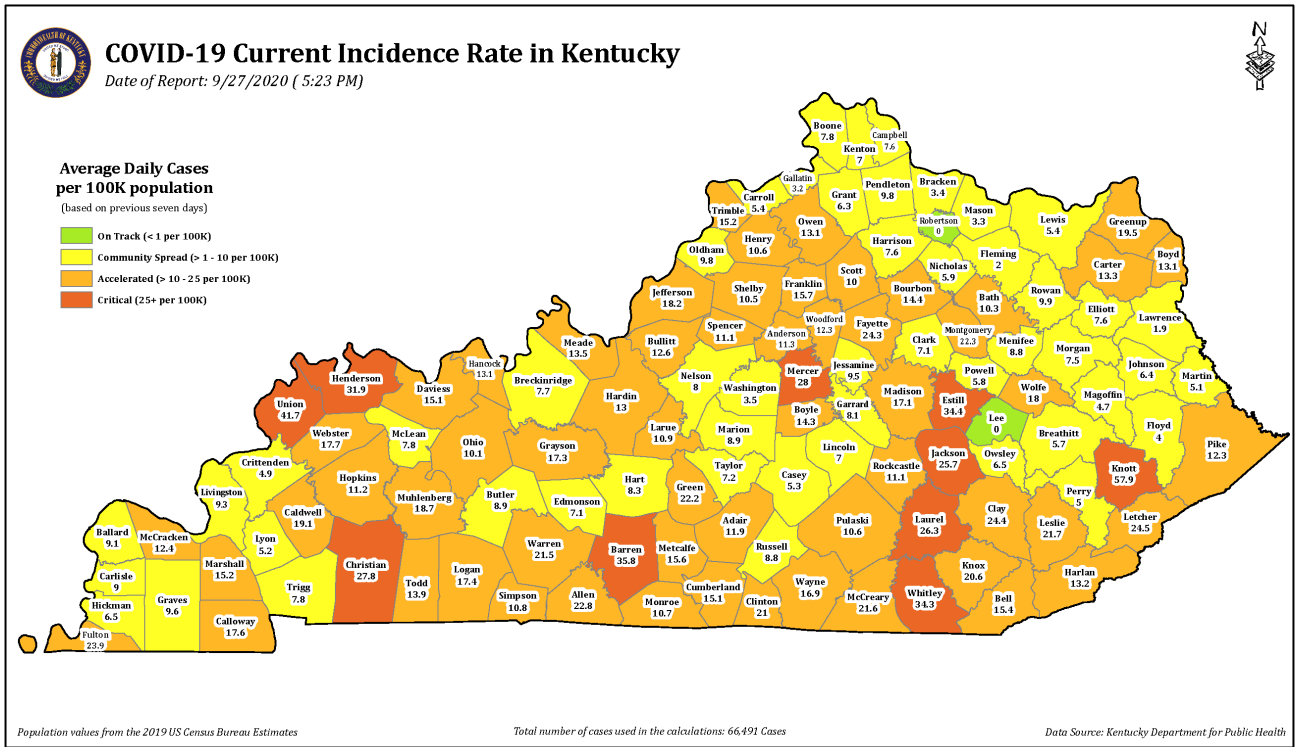 COVID-19 Current Incidence Rate in Kentucky
Date of Report: 9/27/2020 ( 5:23 PM)
N
Average Daily Cases
per 100K population
(based on previous seven days)
On Track (< 1 per 100K)
Community Spread (> 1 - 10 per 100K)
Accelerated (> 10 - 25 per 100K)
Critical (25+ per 100K)
Boone
7.8
Kenton
7
Campbell
7.6
Gallatin
3.2
Carroll
5.4
Trimble
15.2
Grant
6.3
Pendleton
9.8
Bracken
3.4
Robertson
0
Mason
3.3
Lewis
5.4
Greenup
19.5
Boyd
13.1
Carter
13.3
Oldham
9.8
Henry
10.6
Owen
13.1
Harrison
7.6
Nicholas
5.9
Fleming
2
Rowan
9.9
Elliott
7.6
Lawrence
1.9
Jefferson
18.2
Shelby
10.5
Franklin
15.7
Scott
10
Bourbon
14.4
Bath
10.3
Bullitt
12.6
Spencer
11.1
Anderson
11.3
Woodford
12.3
Fayette
24.3
Clark
7.1
Montgomery
22.3
Menifee
8.8
Morgan
7.5
Johnson
6.4
Martin
5.1
Meade
13.5
Hancock
13.1
Breckinridge
7.7
Hardin
13
Nelson
8
Washington
3.5
Mercer
28
Jessamine
9.5
Garrard
8.1
Boyle
14.3
Madison
17.1
Estill
34.4
Powell
5.8
Wolfe
18
Lee
0
Magoffin
4.7
Floyd
4
Pike
12.3
Breathitt
5.7
Owsley
6.5
Jackson
25.7
Knott
57.9
Perry
5
Letcher
24.5
Union
41.7
Henderson
31.9
Daviess
15.1
Webster
17.7
McLean
7.8
Ohio
10.1
Grayson
17.3
Larue
10.9
Marion
8.9
Taylor
7.2
Casey
5.3
Lincoln
7
Rockcastle
11.1
Crittenden
4.9
Livingston
9.3
Hopkins
11.2
Muhlenberg
18.7
Butler
8.9
Edmonson
7.1
Hart
8.3
Green
22.2
Adair
11.9
Russell
8.8
Pulaski
10.6
Laurel
26.3
Clay
24.4
Leslie
21.7
Harlan
13.2
Knox
20.6
Bell
15.4
Whitley
34.3
McCreary
21.6
Wayne
16.9
Clinton
21
Cumberland
15.1
Metcalfe
15.6
Monroe
10.7
Barren
35.8
Allen
22.8
Warren
21.5
Simpson
10.8
Logan
17.4
Todd
13.9
Christian
27.8
Caldwell
19.1
Lyon
5.2
Trigg
7.8
Ballard
9.1
McCracken
12.4
Marshall
15.2
Carlisle
9
Hickman
6.5
Graves
9.6
Calloway
17.6
Fulton
23.9
Population values from the 2019 US Census Bureau Estimates
Total number of cases used in the calculations: 66,491 Cases
Data Source: Kentucky Department for Public Health